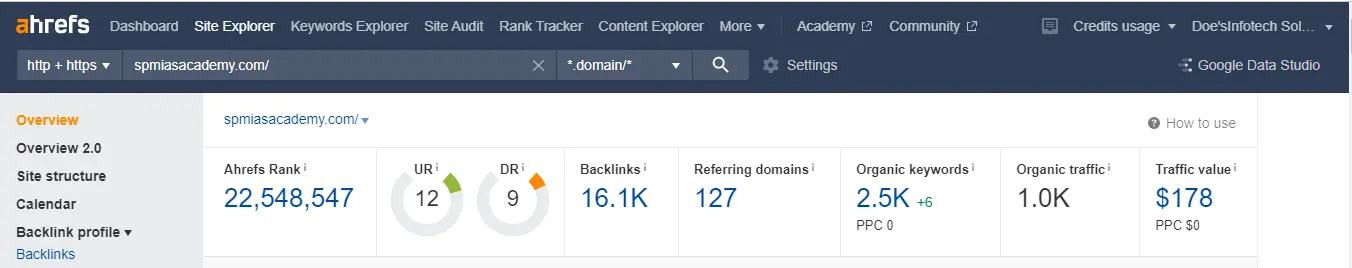 ahrefs Dashboard Site Explorer Keywords Explorer Site Audit Rank Tracker Content Explorer More Academy Community Credits usage Doe'sInfotech Sol...
http + https spmiasacademy.com/ *.domain/* Settings Google Data Studio
Overview
Overview 2.0
Site structure
Calendar
Backlink profile
Backlinks
spmiasacademy.com/ How to use
Ahrefs Rank i UR i DR i Backlinks i Referring domains i Organic keywords i Organic traffic i Traffic value i
22,548,547 12 9 16.1K 127 2.5K +6 1.0K $178
PPC 0 PPC $0